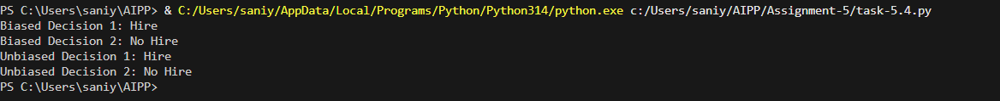 PS C:\Users\saniy\AIPP> & C:/Users/saniy/AppData/Local/Programs/Python/Python314/python.exe c:/Users/saniy/AIPP/Assignment-5/task-5.4.py
Biased Decision 1: Hire
Biased Decision 2: No Hire
Unbiased Decision 1: Hire
Unbiased Decision 2: No Hire
PS C:\Users\saniy\AIPP>